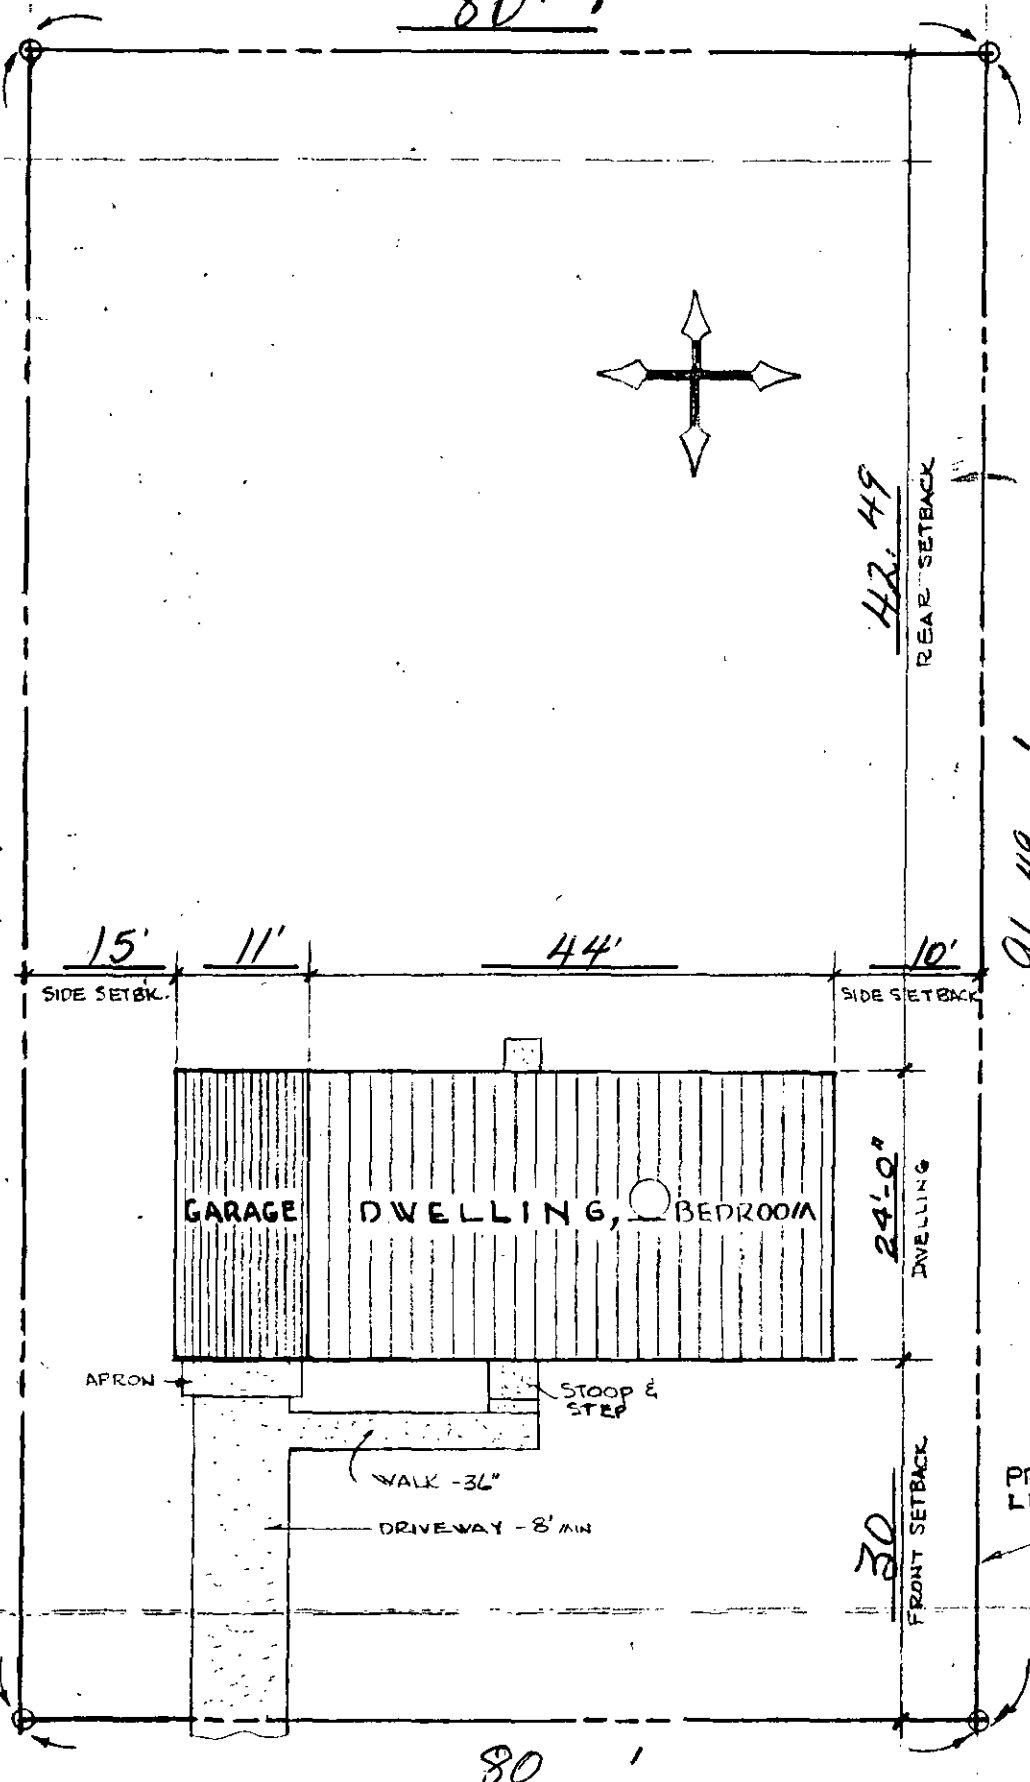 80'
42.49
REAR SETBACK
15'
11'
44'
10'
SIDE SETBK.
SIDE SETBACK
GARAGE
DWELLING, BEDROOM
24'-0"
DWELLING
APRON
STOOP &
STEP
WALK -36"
DRIVEWAY - 8' MIN
30
FRONT SETBACK
80'